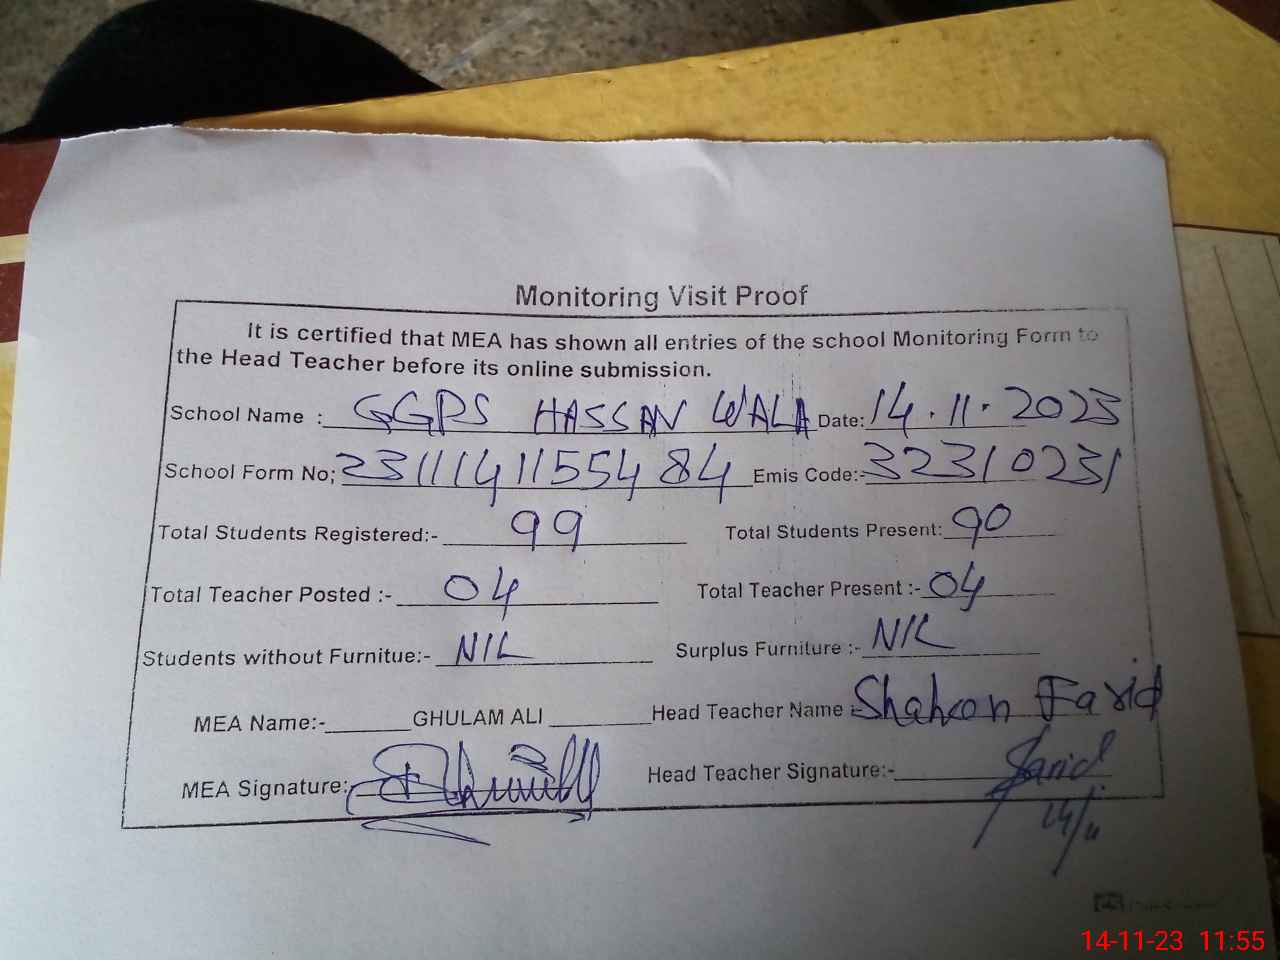 Monitoring Visit Proof
It is certified that MEA has shown all entries of the school Monitoring Form to
the Head Teacher before its online submission.
School Name : GGPS HASSAN WALA Date: 14.11.2023
School Form No; 23111411554 84 Emis Code:- 32310231
Total Students Registered:- 99 Total Students Present: 90
Total Teacher Posted :- 04 Total Teacher Present :- 04
Students without Furnitue:- NIL Surplus Furniture :- NIL
MEA Name:- GHULAM ALI Head Teacher Name :- Shaheen Farid
MEA Signature: Head Teacher Signature:- Farid
14/11
14-11-23 11:55